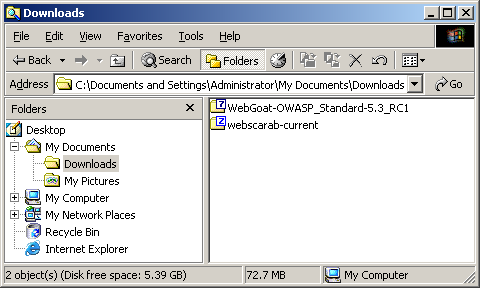 Downloads
File Edit View Favorites Tools Help
Back Search Folders
Address C:\Documents and Settings\Administrator\My Documents\Downloads Go
Folders
Desktop
My Documents
Downloads
My Pictures
My Computer
My Network Places
Recycle Bin
Internet Explorer
WebGoat-OWASP_Standard-5.3_RC1
webscarab-current
2 object(s) (Disk free space: 5.39 GB) 72.7 MB My Computer